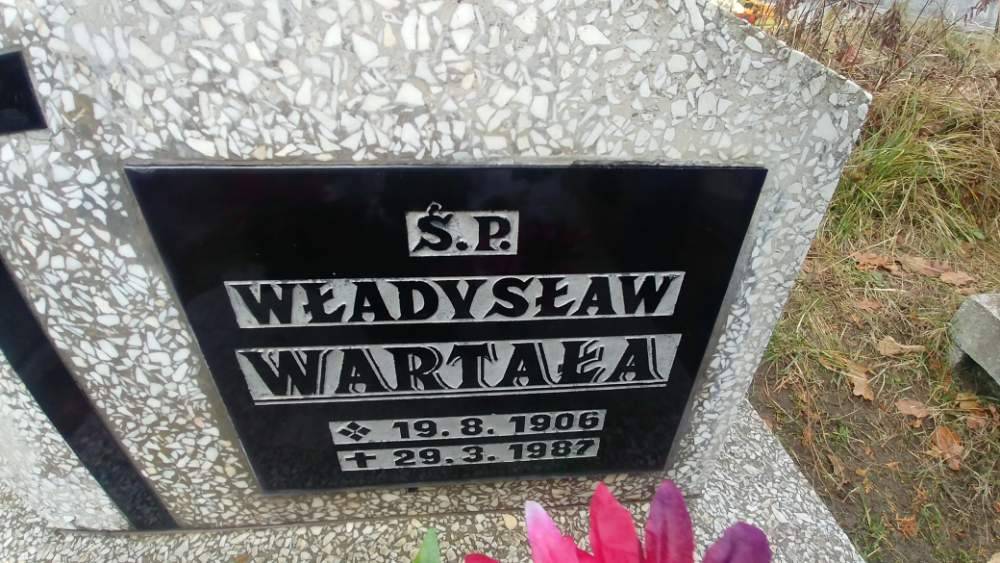 Ś.P.
WŁADYSŁAW
WARTAŁA
❖ 19.8.1906
✝ 29.3.1987